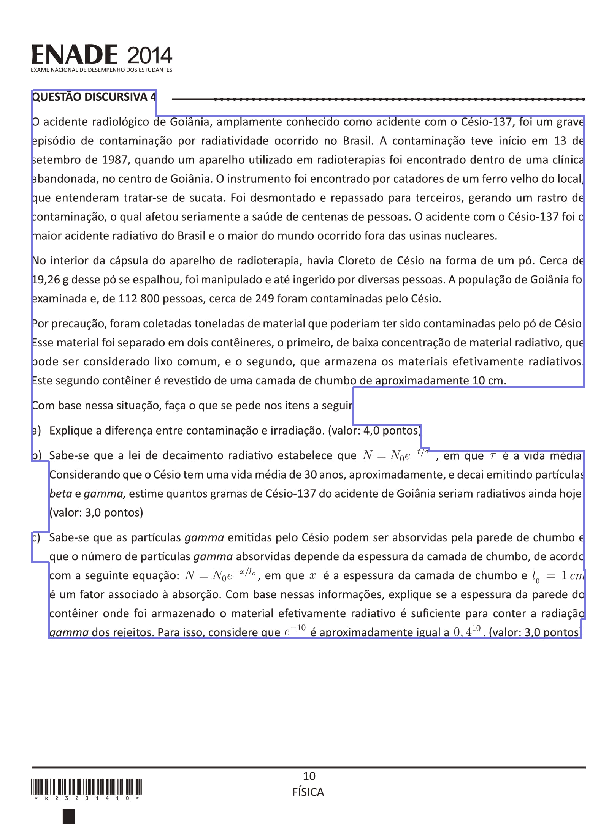 ENADE 2014
EXAME NACIONAL DE DESEMPENHO DOS ESTUDANTES
QUESTÃO DISCURSIVA 4
O acidente radiológico de Goiânia, amplamente conhecido como acidente com o Césio-137, foi um grave
episódio de contaminação por radiatividade ocorrido no Brasil. A contaminação teve início em 13 de
setembro de 1987, quando um aparelho utilizado em radioterapias foi encontrado dentro de uma clínica
abandonada, no centro de Goiânia. O instrumento foi encontrado por catadores de um ferro velho do local,
que entenderam tratar-se de sucata. Foi desmontado e repassado para terceiros, gerando um rastro de
contaminação, o qual afetou seriamente a saúde de centenas de pessoas. O acidente com o Césio-137 foi o
maior acidente radiativo do Brasil e o maior do mundo ocorrido fora das usinas nucleares.
No interior da cápsula do aparelho de radioterapia, havia Cloreto de Césio na forma de um pó. Cerca de
19,26 g desse pó se espalhou, foi manipulado e até ingerido por diversas pessoas. A população de Goiânia foi
examinada e, de 112 800 pessoas, cerca de 249 foram contaminadas pelo Césio.
Por precaução, foram coletadas toneladas de material que poderiam ter sido contaminadas pelo pó de Césio.
Esse material foi separado em dois contêineres, o primeiro, de baixa concentração de material radiativo, que
pode ser considerado lixo comum, e o segundo, que armazena os materiais efetivamente radiativos.
Este segundo contêiner é revestido de uma camada de chumbo de aproximadamente 10 cm.
Com base nessa situação, faça o que se pede nos itens a seguir.
a) Explique a diferença entre contaminação e irradiação. (valor: 4,0 pontos)
b) Sabe-se que a lei de decaimento radiativo estabelece que N = N₀e^{-t/τ}, em que τ é a vida média.
Considerando que o Césio tem uma vida média de 30 anos, aproximadamente, e decai emitindo partículas
beta e gamma, estime quantos gramas de Césio-137 do acidente de Goiânia seriam radiativos ainda hoje.
(valor: 3,0 pontos)
c) Sabe-se que as partículas gamma emitidas pelo Césio podem ser absorvidas pela parede de chumbo e
que o número de partículas gamma absorvidas depende da espessura da camada de chumbo, de acordo
com a seguinte equação: N = N₀e^{-x/l₀}, em que x é a espessura da camada de chumbo e l₀ = 1 cm
é um fator associado à absorção. Com base nessas informações, explique se a espessura da parede do
contêiner onde foi armazenado o material efetivamente radiativo é suficiente para conter a radiação
gamma dos rejeitos. Para isso, considere que e⁻¹⁰ é aproximadamente igual a 0,4¹⁰. (valor: 3,0 pontos)
10
FÍSICA